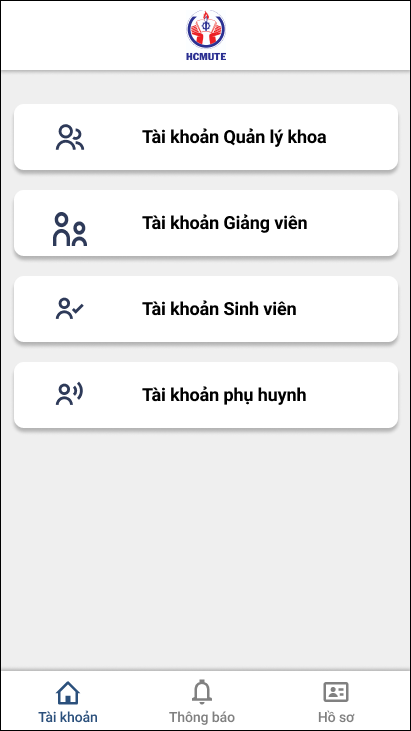 HCMUTE
Tài khoản Quản lý khoa
Tài khoản Giảng viên
Tài khoản Sinh viên
Tài khoản phụ huynh
Tài khoản
Thông báo
Hồ sơ